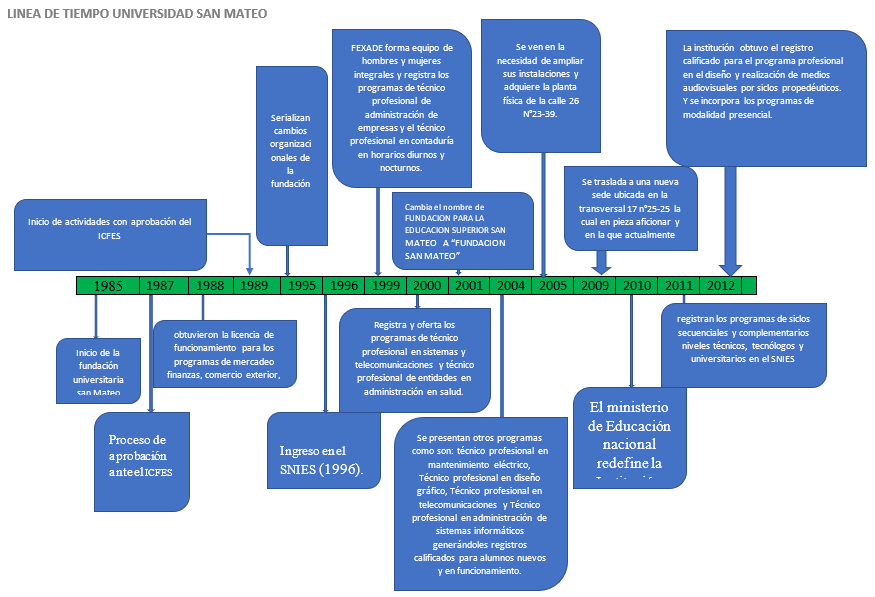 LINEA DE TIEMPO UNIVERSIDAD SAN MATEO
FEXADE forma equipo de
hombres y mujeres
integrales y registra los
programas de técnico
profesional de
administración de
empresas y el técnico
profesional en contaduría
en horarios diurnos y
nocturnos.
Se ven en la
necesidad de ampliar
sus instalaciones y
adquiere la planta
física de la calle 26
N°23-39.
La institución obtuvo el registro
calificado para el programa profesional
en el diseño y realización de medios
audiovisuales por siclos propedéuticos.
Y se incorpora los programas de
modalidad presencial.
Serializan
cambios
organizaci
onales de
la
fundación
Se traslada a una nueva
sede ubicada en la
transversal 17 n°25-25 la
cual en pieza aficionar y
en la que actualmente
Cambia el nombre de
FUNDACION PARA LA
EDUCACION SUPERIOR SAN
MATEO A "FUNDACION
SAN MATEO"
Inicio de actividades con aprobación del
ICFES
1985 1987 1988 1989 1995 1996 1999 2000 2001 2004 2005 2009 2010 2011 2012
Inicio de la
fundación
universitaria
san Mateo
obtuvieron la licencia de
funcionamiento para los
programas de mercadeo
finanzas, comercio exterior,
Registra y oferta los
programas de técnico
profesional en sistemas y
telecomunicaciones y técnico
profesional de entidades en
administración en salud.
registran los programas de siclos
secuenciales y complementarios
niveles técnicos, tecnólogos y
universitarios en el SNIES
Proceso de
aprobación
ante el ICFES
Ingreso en el
SNIES (1996).
Se presentan otros programas
como son: técnico profesional en
mantenimiento eléctrico,
Técnico profesional en diseño
gráfico, Técnico profesional en
telecomunicaciones y Técnico
profesional en administración de
sistemas informáticos
generándoles registros
calificados para alumnos nuevos
y en funcionamiento.
El ministerio
de Educación
nacional
redefine la